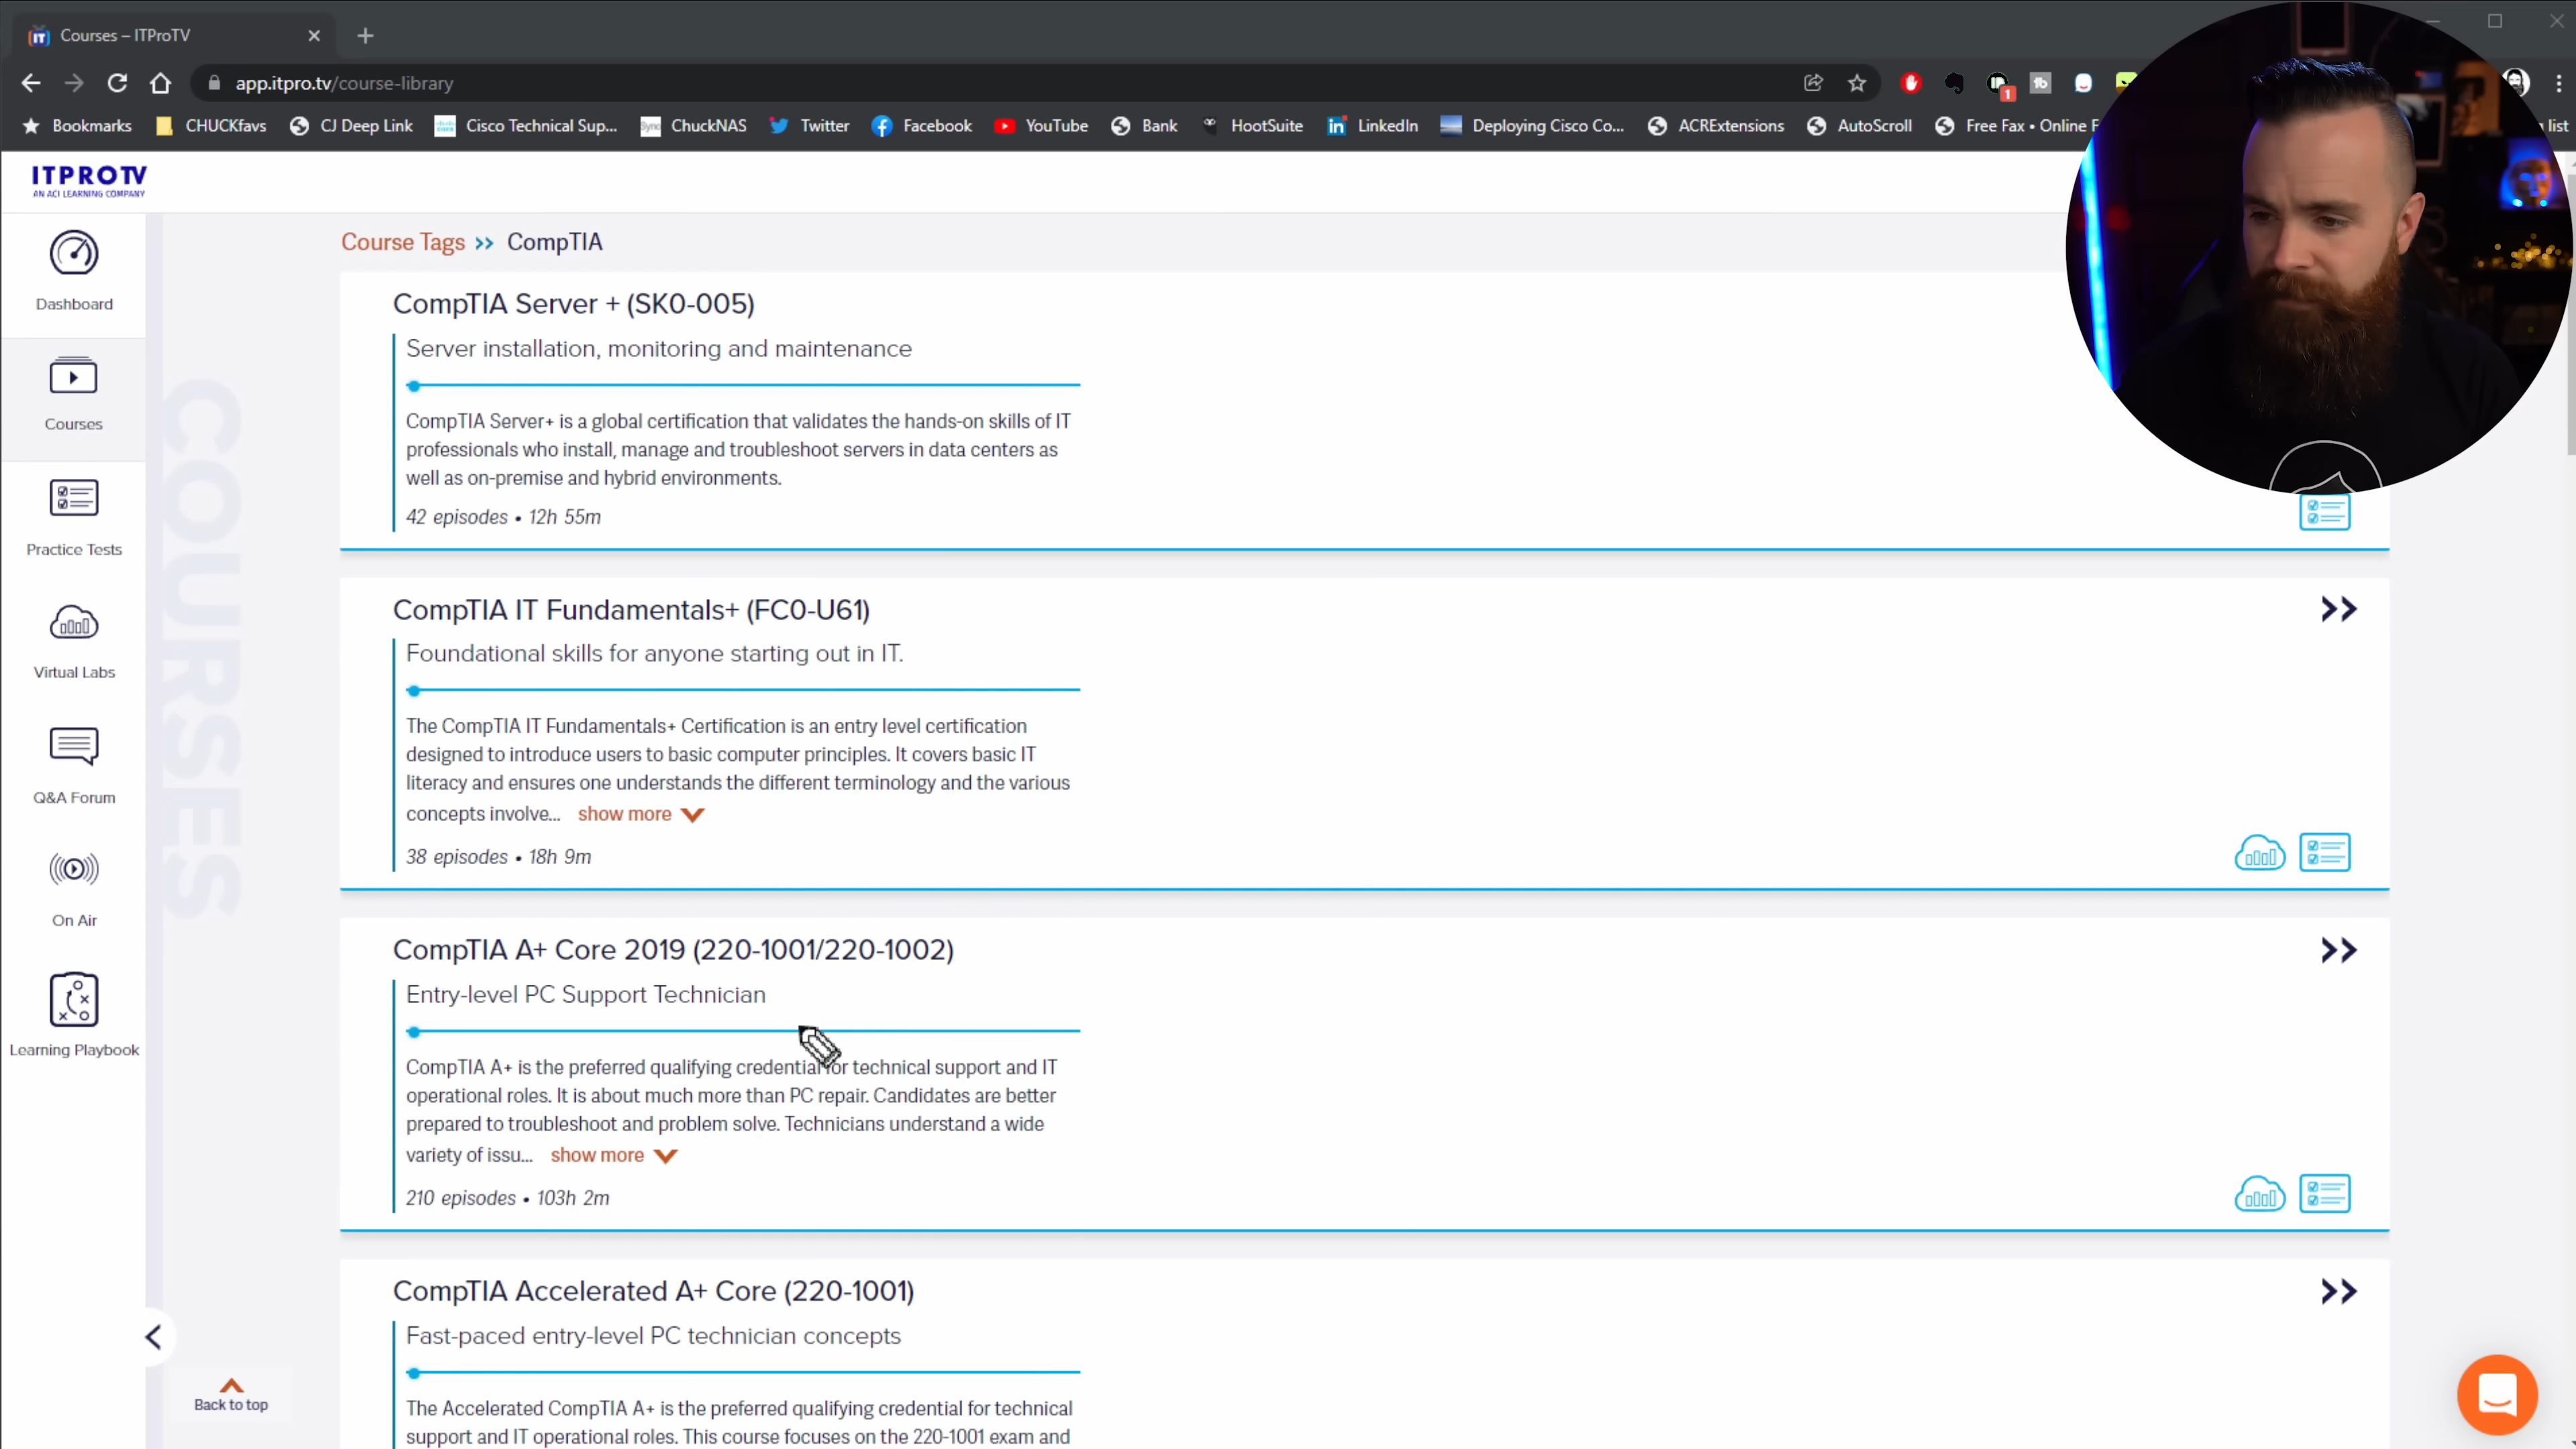 Courses – ITProTV
app.itpro.tv/course-library
1
Bookmarks CHUCKfavs CJ Deep Link Cisco Technical Sup... ChuckNAS Twitter Facebook YouTube Bank HootSuite LinkedIn Deploying Cisco Co... ACRExtensions AutoScroll Free Fax • Online F list
ITPROTV
AN ACI LEARNING COMPANY
Dashboard
Courses
Practice Tests
Virtual Labs
Q&A Forum
On Air
Learning Playbook
COURSES
Back to top
Course Tags >> CompTIA
CompTIA Server + (SK0-005)
Server installation, monitoring and maintenance
CompTIA Server+ is a global certification that validates the hands-on skills of IT
professionals who install, manage and troubleshoot servers in data centers as
well as on-premise and hybrid environments.
42 episodes • 12h 55m
CompTIA IT Fundamentals+ (FC0-U61)
Foundational skills for anyone starting out in IT.
The CompTIA IT Fundamentals+ Certification is an entry level certification
designed to introduce users to basic computer principles. It covers basic IT
literacy and ensures one understands the different terminology and the various
concepts involve... show more
38 episodes • 18h 9m
CompTIA A+ Core 2019 (220-1001/220-1002)
Entry-level PC Support Technician
CompTIA A+ is the preferred qualifying credential for technical support and IT
operational roles. It is about much more than PC repair. Candidates are better
prepared to troubleshoot and problem solve. Technicians understand a wide
variety of issu... show more
210 episodes • 103h 2m
CompTIA Accelerated A+ Core (220-1001)
Fast-paced entry-level PC technician concepts
The Accelerated CompTIA A+ is the preferred qualifying credential for technical
support and IT operational roles. This course focuses on the 220-1001 exam and